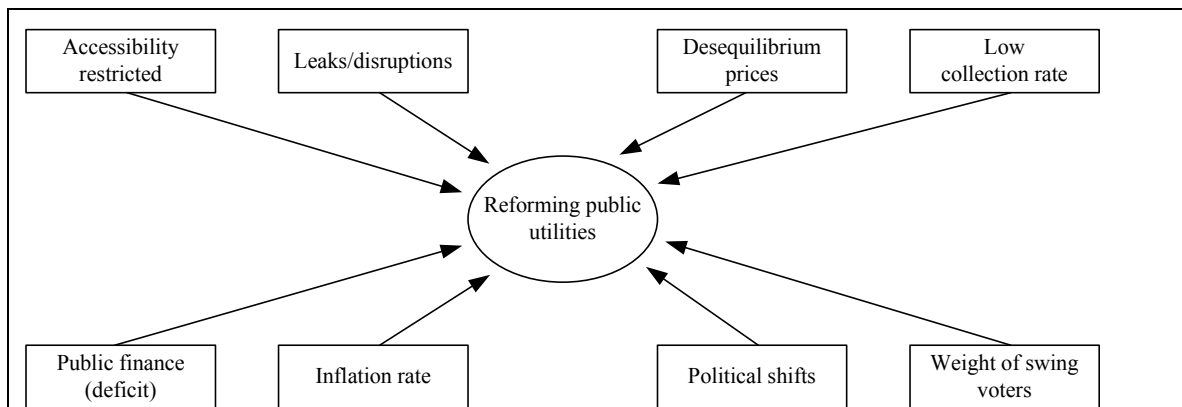 Accessibility
restricted
Leaks/disruptions
Desequilibrium
prices
Low
collection rate
Reforming public
utilities
Public finance
(deficit)
Inflation rate
Political shifts
Weight of swing
voters